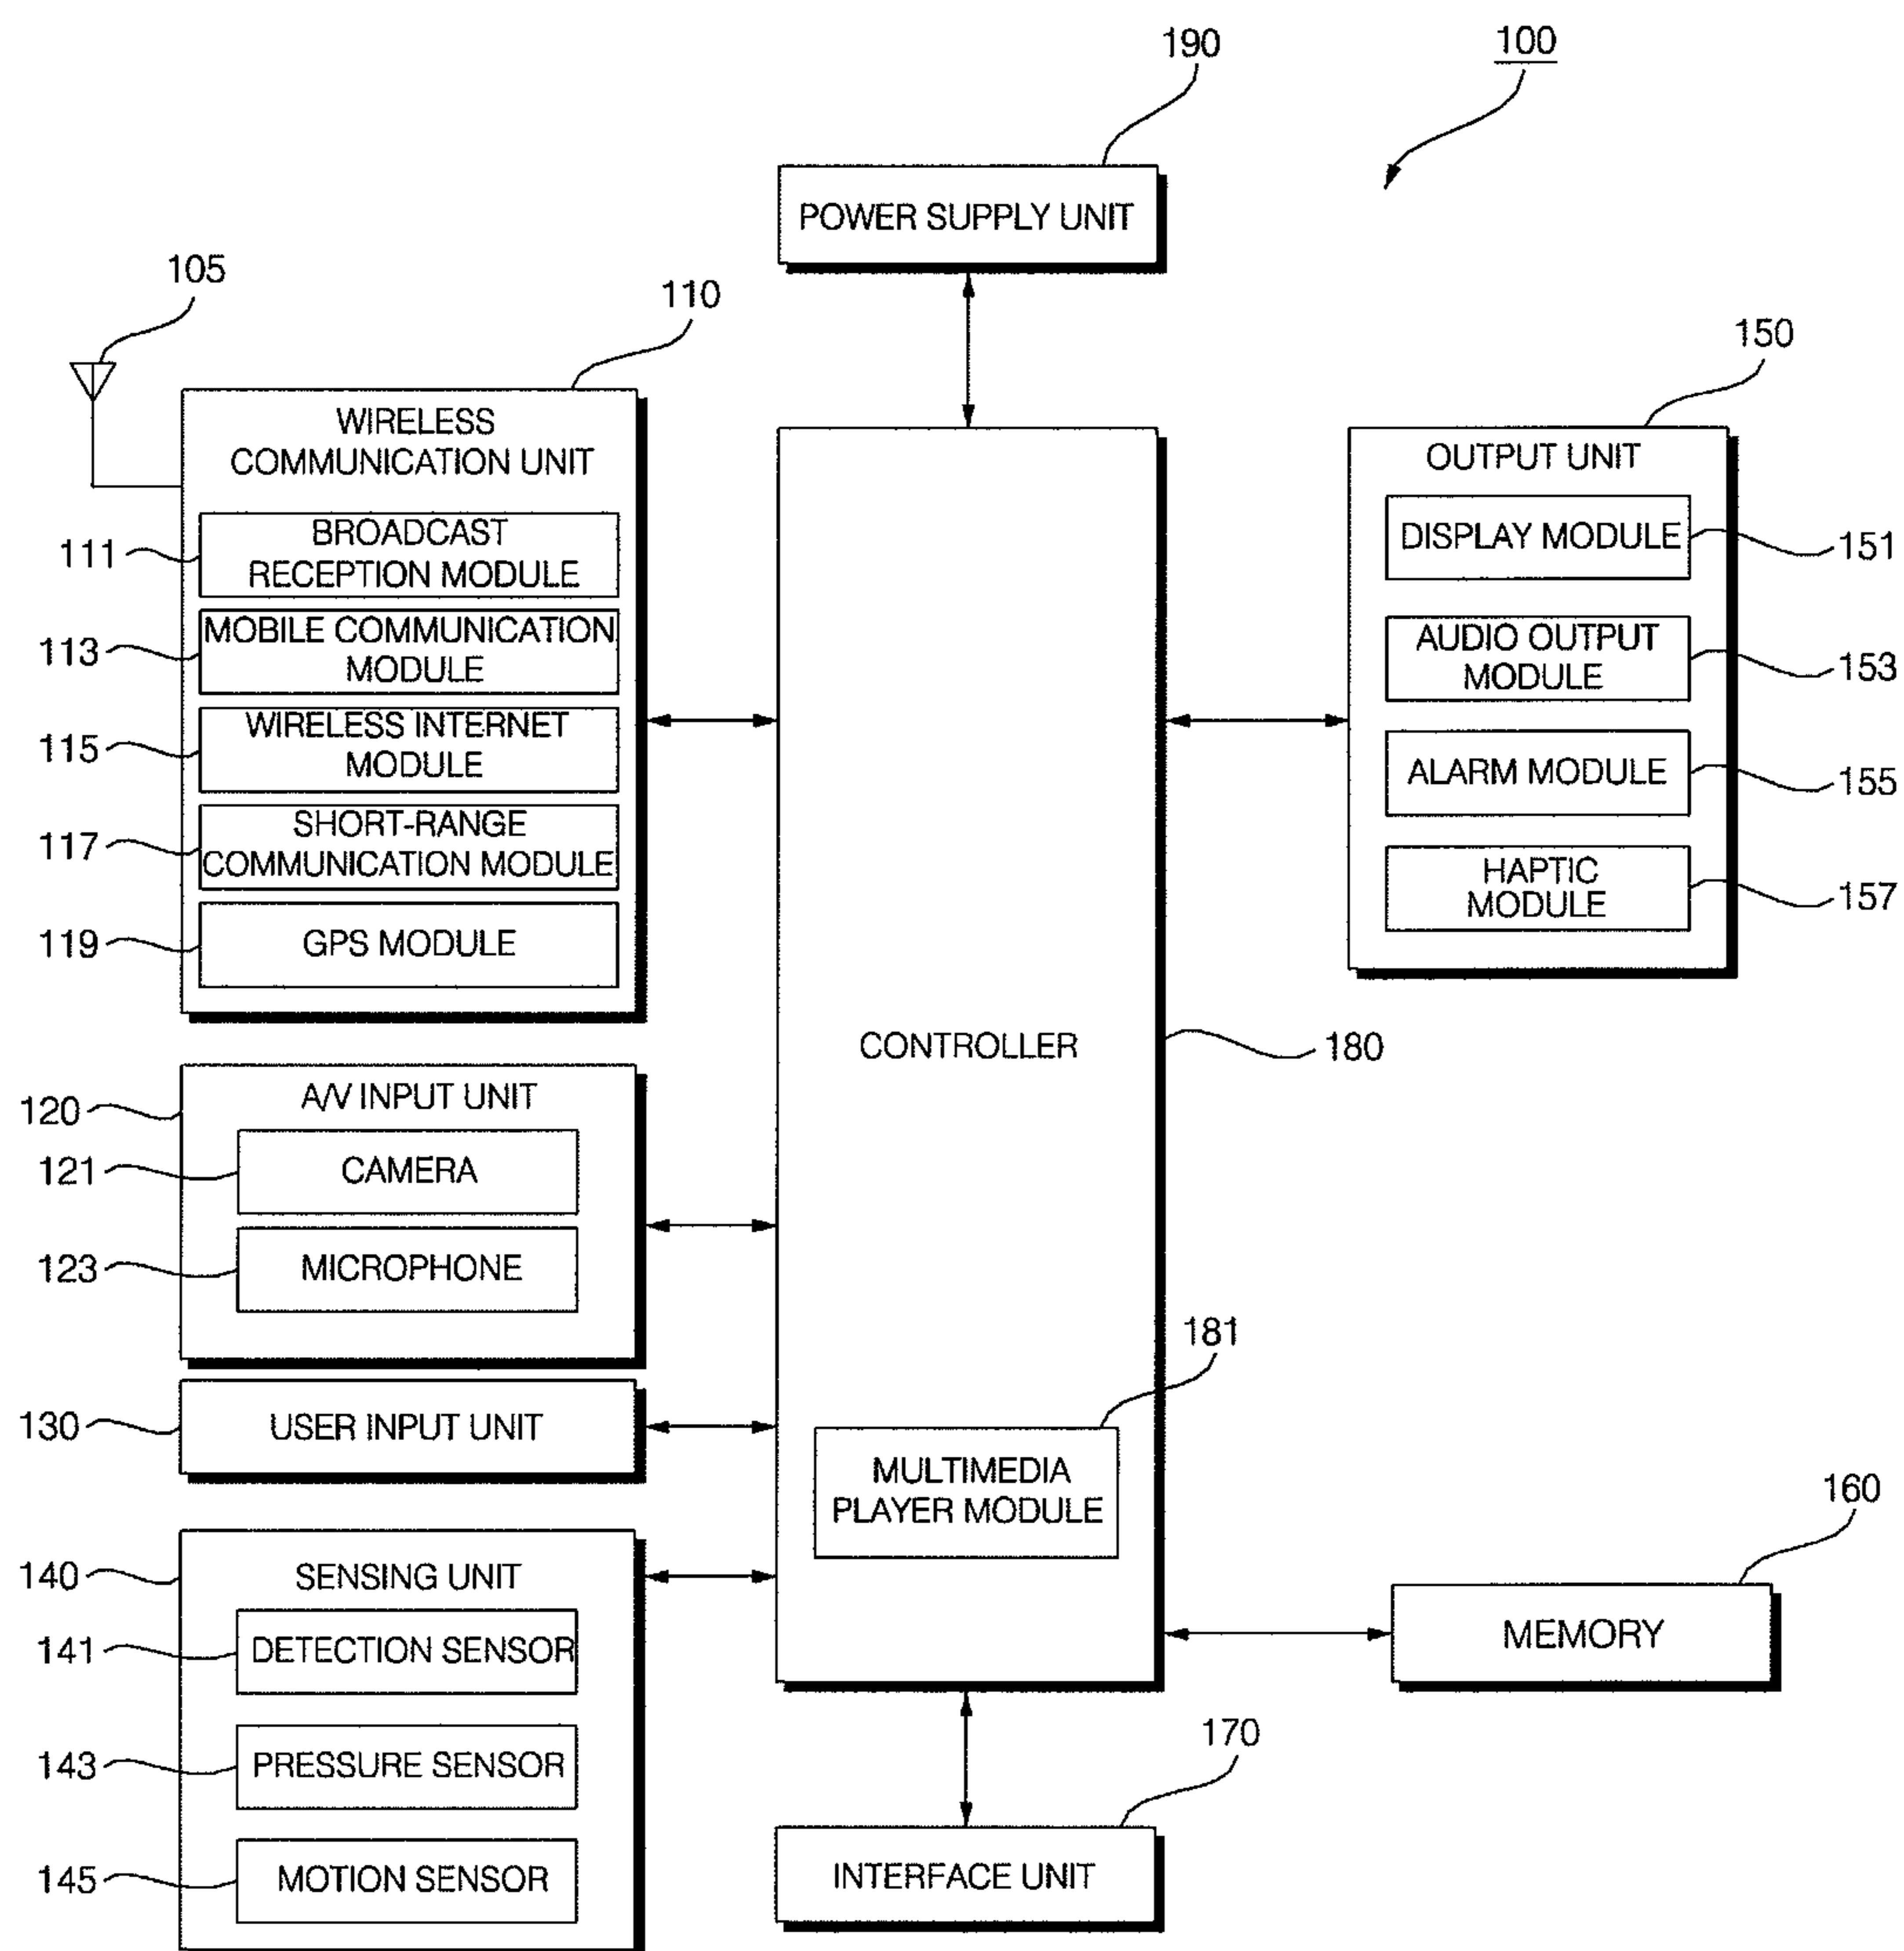 100
190
POWER SUPPLY UNIT
105
110
WIRELESS
COMMUNICATION UNIT
111
BROADCAST
RECEPTION MODULE
113
MOBILE COMMUNICATION
MODULE
115
WIRELESS INTERNET
MODULE
117
SHORT-RANGE
COMMUNICATION MODULE
119
GPS MODULE
120
A/V INPUT UNIT
121
CAMERA
123
MICROPHONE
130
USER INPUT UNIT
140
SENSING UNIT
141
DETECTION SENSOR
143
PRESSURE SENSOR
145
MOTION SENSOR
CONTROLLER
180
181
MULTIMEDIA
PLAYER MODULE
150
OUTPUT UNIT
DISPLAY MODULE
151
AUDIO OUTPUT
MODULE
153
ALARM MODULE
155
HAPTIC
MODULE
157
160
MEMORY
170
INTERFACE UNIT